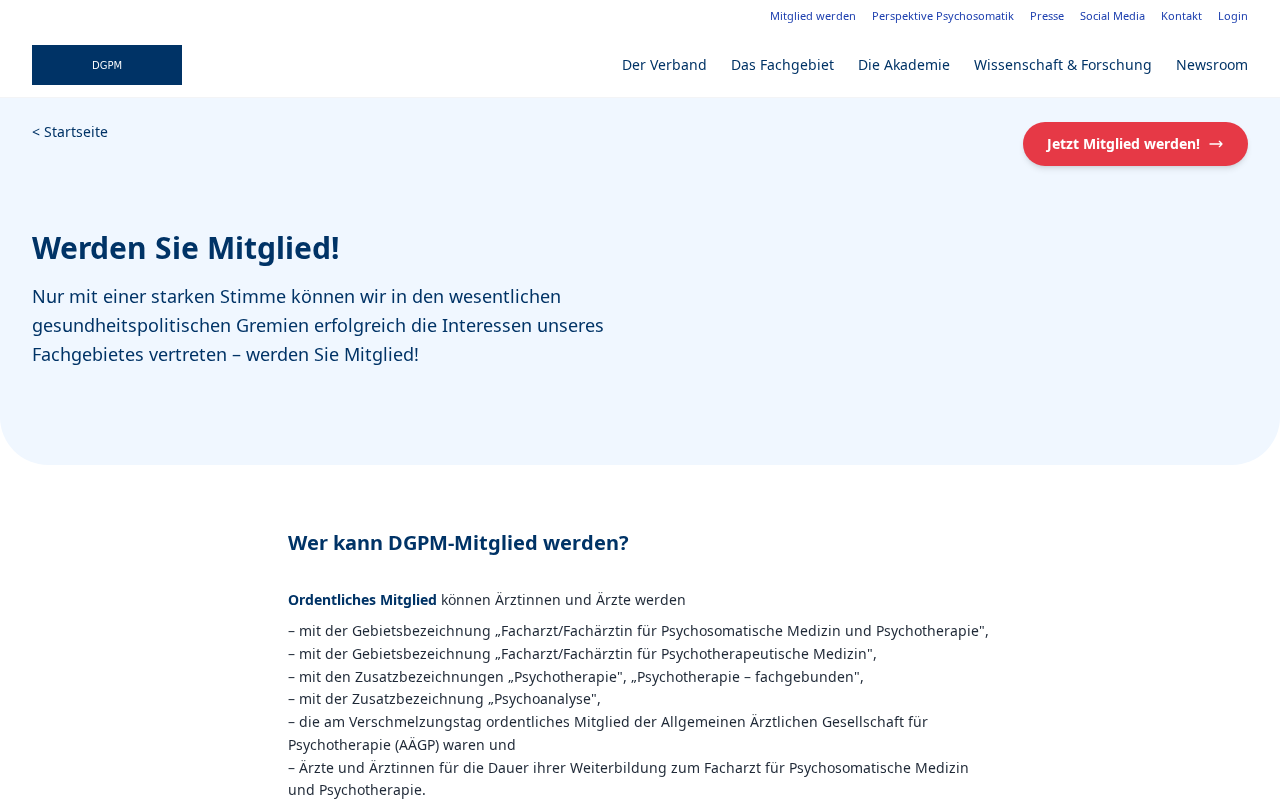 Mitglied werden Perspektive Psychosomatik Presse Social Media Kontakt Login
DGPM
Der Verband Das Fachgebiet Die Akademie Wissenschaft & Forschung Newsroom
< Startseite
Jetzt Mitglied werden! →
Werden Sie Mitglied!
Nur mit einer starken Stimme können wir in den wesentlichen
gesundheitspolitischen Gremien erfolgreich die Interessen unseres
Fachgebietes vertreten – werden Sie Mitglied!
Wer kann DGPM-Mitglied werden?
Ordentliches Mitglied können Ärztinnen und Ärzte werden
– mit der Gebietsbezeichnung „Facharzt/Fachärztin für Psychosomatische Medizin und Psychotherapie",
– mit der Gebietsbezeichnung „Facharzt/Fachärztin für Psychotherapeutische Medizin",
– mit den Zusatzbezeichnungen „Psychotherapie", „Psychotherapie – fachgebunden",
– mit der Zusatzbezeichnung „Psychoanalyse",
– die am Verschmelzungstag ordentliches Mitglied der Allgemeinen Ärztlichen Gesellschaft für
Psychotherapie (AÄGP) waren und
– Ärzte und Ärztinnen für die Dauer ihrer Weiterbildung zum Facharzt für Psychosomatische Medizin
und Psychotherapie.